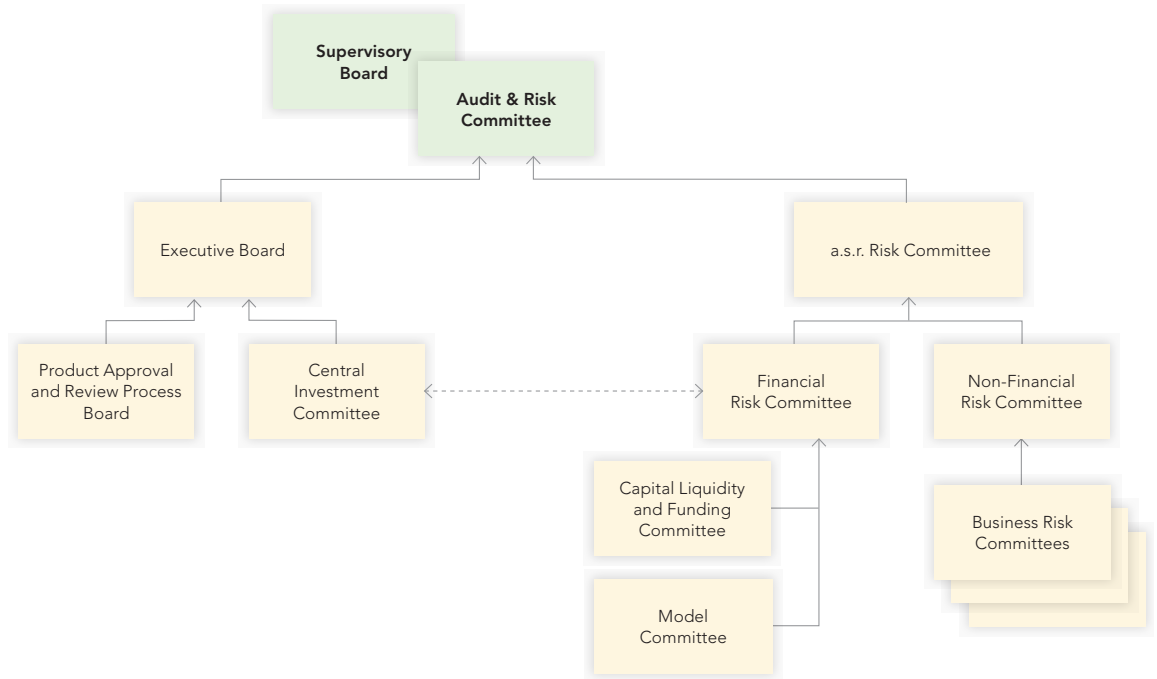 Supervisory
Board
Audit & Risk
Committee
Executive Board
a.s.r. Risk Committee
Product Approval
and Review Process
Board
Central
Investment
Committee
Financial
Risk Committee
Non-Financial
Risk Committee
Capital Liquidity
and Funding
Committee
Business Risk
Committees
Model
Committee